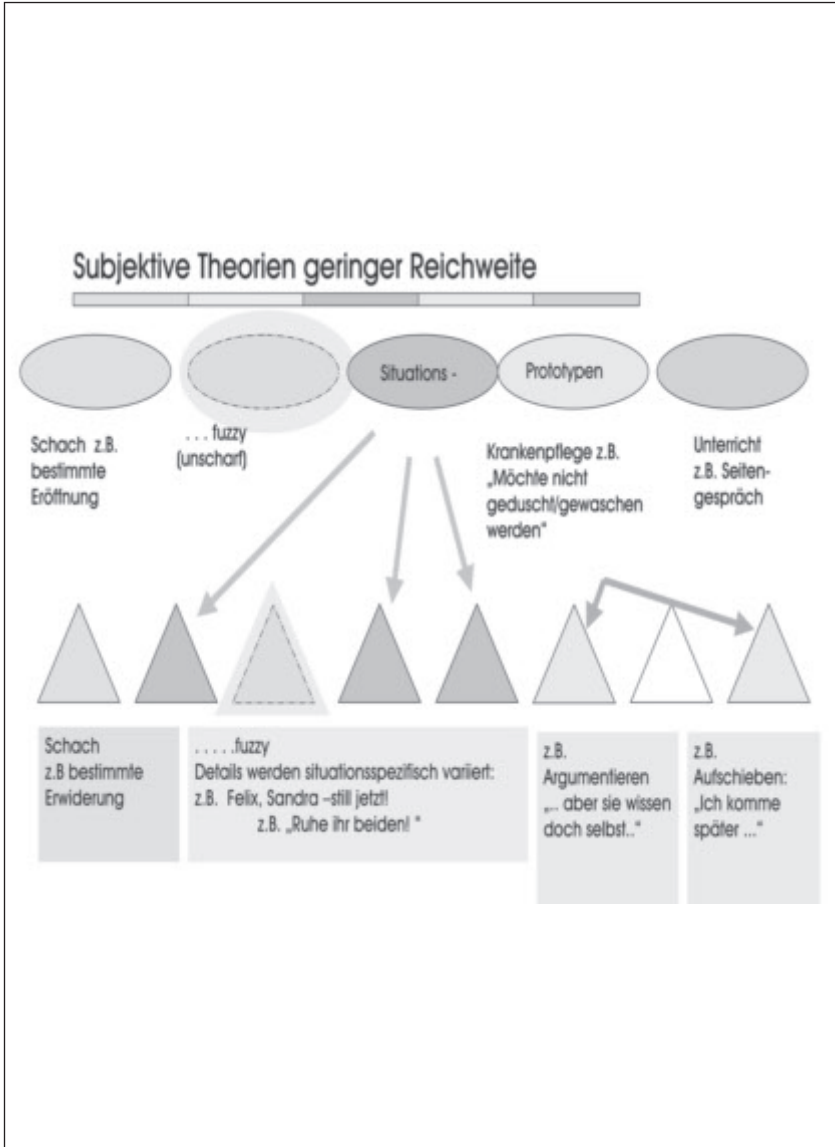 Subjektive Theorien geringer Reichweite
Situations -
Prototypen
Schach z.B.
bestimmte
Eröffnung
. . . fuzzy
(unscharf)
Krankenpflege z.B.
„Möchte nicht
geduscht/gewaschen
werden“
Unterricht
z.B. Seiten-
gespräch
Schach
z.B bestimmte
Erwiderung
. . . . .fuzzy
Details werden situationsspezifisch variiert:
z.B. Felix, Sandra –still jetzt!
z.B. „Ruhe ihr beiden! “
z.B.
Argumentieren
„.. aber sie wissen
doch selbst..“
z.B.
Aufschieben:
„Ich komme
später ...“